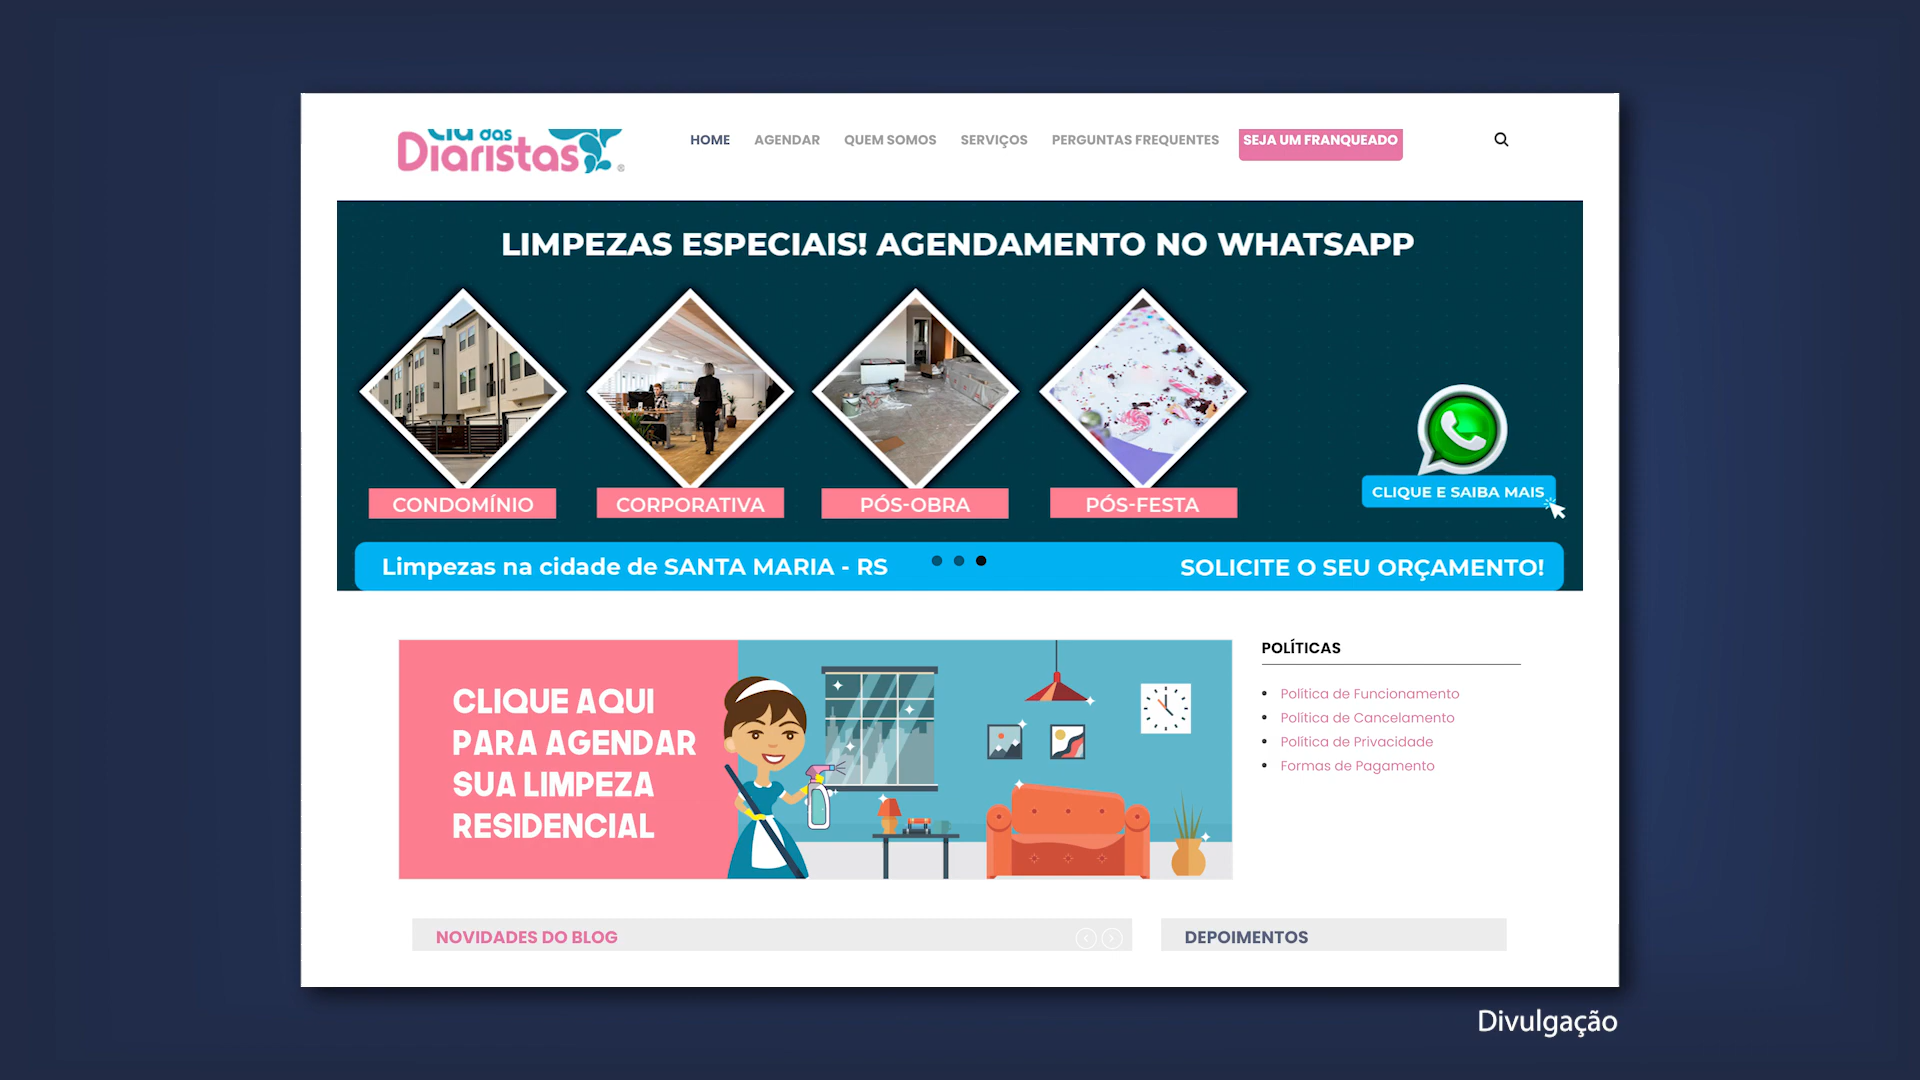 Cia das
Diaristas
®
HOME AGENDAR QUEM SOMOS SERVIÇOS PERGUNTAS FREQUENTES SEJA UM FRANQUEADO
LIMPEZAS ESPECIAIS! AGENDAMENTO NO WHATSAPP
CONDOMÍNIO CORPORATIVA PÓS-OBRA PÓS-FESTA
CLIQUE E SAIBA MAIS
Limpezas na cidade de SANTA MARIA - RS SOLICITE O SEU ORÇAMENTO!
CLIQUE AQUI
PARA AGENDAR
SUA LIMPEZA
RESIDENCIAL
POLÍTICAS
Política de Funcionamento
Política de Cancelamento
Política de Privacidade
Formas de Pagamento
NOVIDADES DO BLOG
DEPOIMENTOS
Divulgação